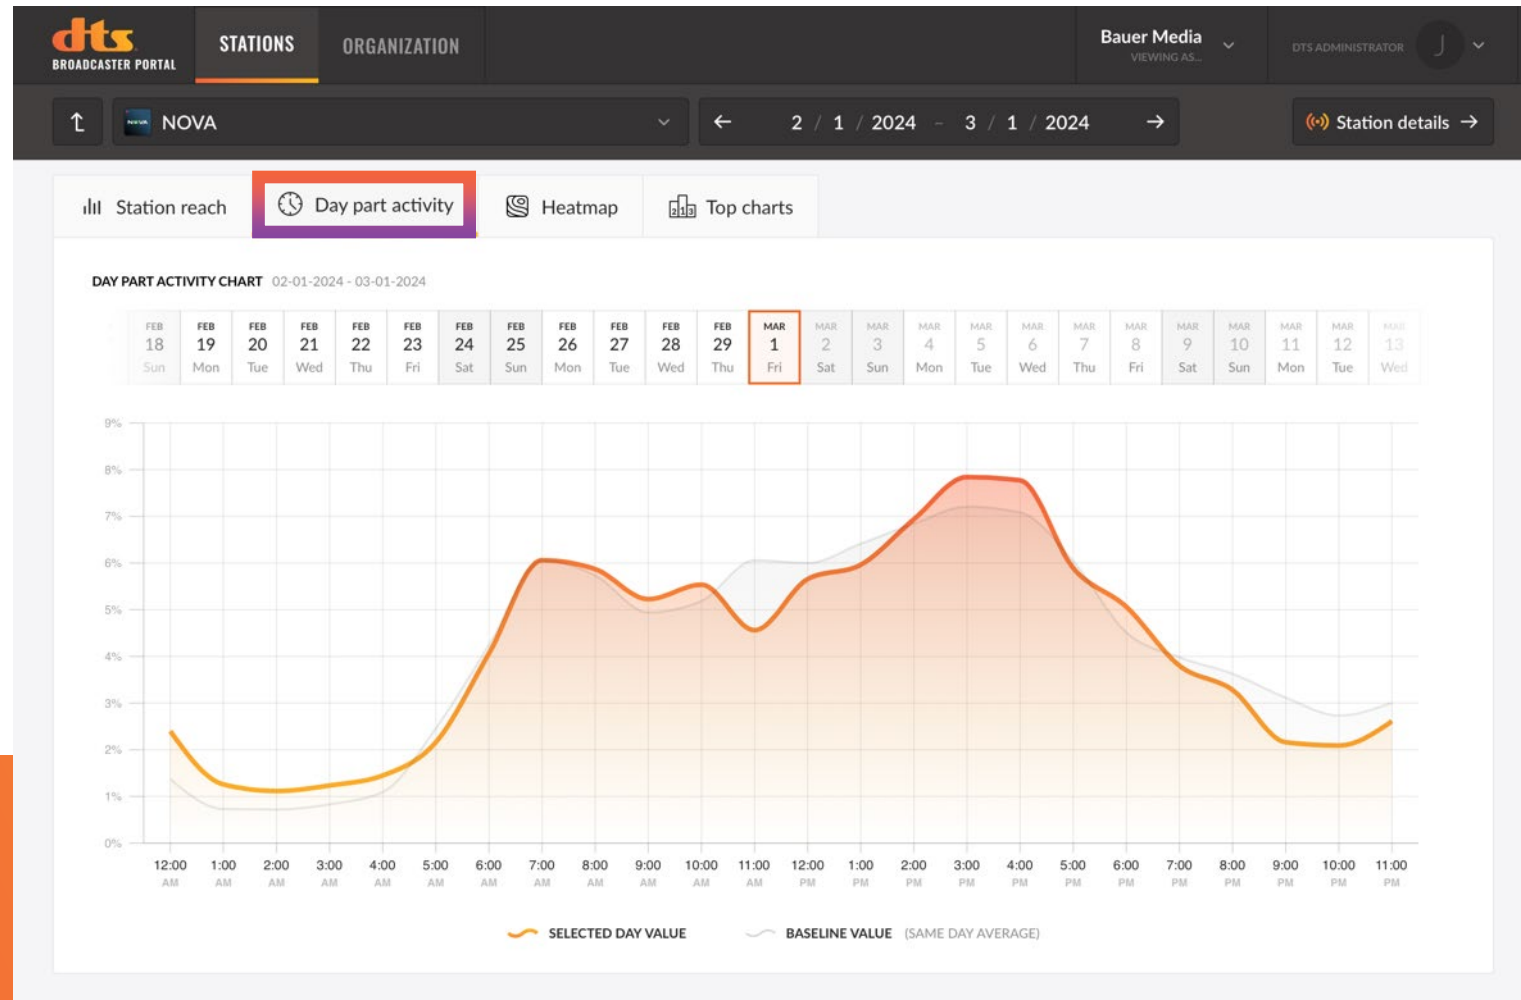 dts
BROADCASTER PORTAL
STATIONS
ORGANIZATION
Bauer Media
VIEWING AS...
DTS ADMINISTRATOR
J
NOVA
NOVA
2 / 1 / 2024 – 3 / 1 / 2024
Station details
Station reach
Day part activity
Heatmap
213
Top charts
DAY PART ACTIVITY CHART 02-01-2024 - 03-01-2024
FEB FEB FEB FEB FEB FEB FEB FEB FEB FEB FEB FEB MAR MAR MAR MAR MAR MAR MAR MAR MAR MAR MAR MAR MAR
18 19 20 21 22 23 24 25 26 27 28 29 1 2 3 4 5 6 7 8 9 10 11 12 13
Sun Mon Tue Wed Thu Fri Sat Sun Mon Tue Wed Thu Fri Sat Sun Mon Tue Wed Thu Fri Sat Sun Mon Tue Wed
9%
8%
7%
6%
5%
4%
3%
2%
1%
0%
12:00 1:00 2:00 3:00 4:00 5:00 6:00 7:00 8:00 9:00 10:00 11:00 12:00 1:00 2:00 3:00 4:00 5:00 6:00 7:00 8:00 9:00 10:00 11:00
AM AM AM AM AM AM AM AM AM AM AM AM PM PM PM PM PM PM PM PM PM PM PM PM
SELECTED DAY VALUE
BASELINE VALUE (SAME DAY AVERAGE)